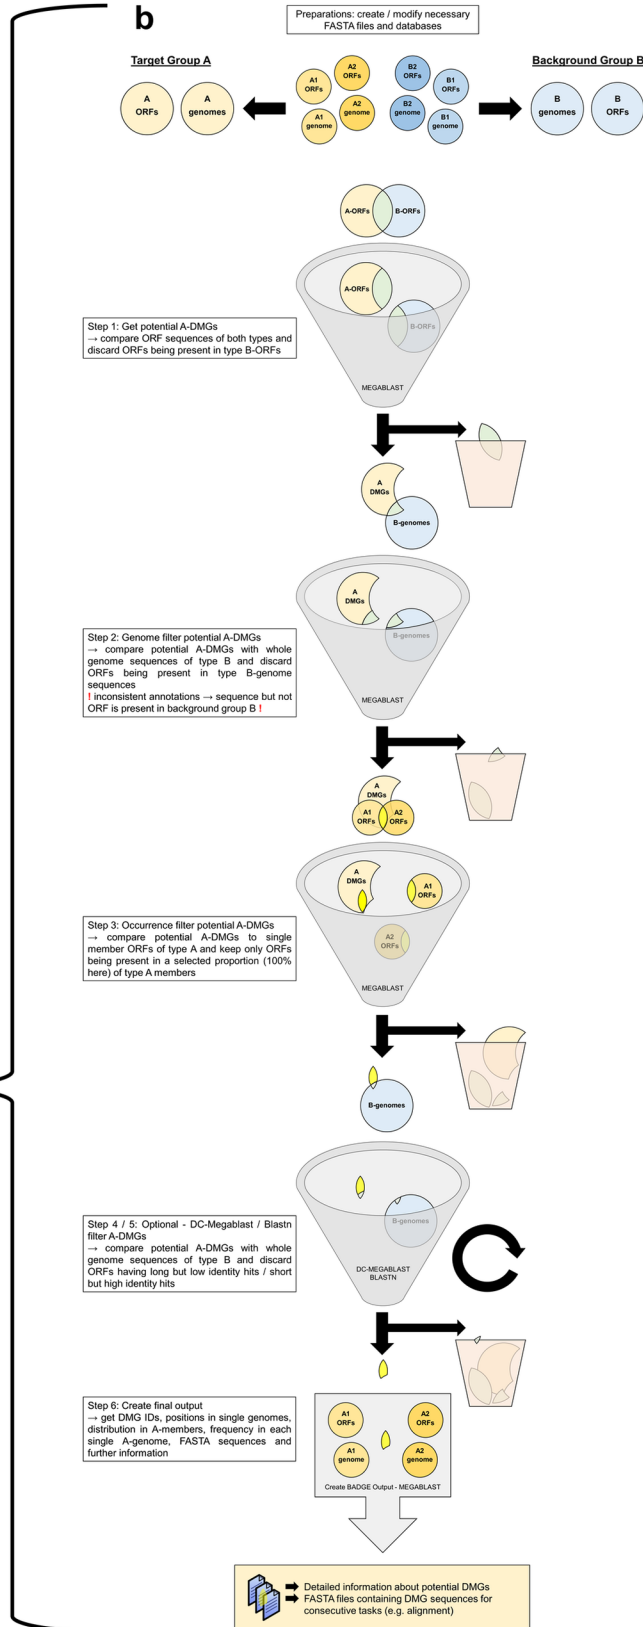 b
Preparations: create / modify necessary
FASTA files and databases
Target Group A
Background Group B
A
ORFs
A
genomes
A1
ORFs
A2
ORFs
A1
genome
A2
genome
B2
ORFs
B1
ORFs
B2
genome
B1
genome
B
genomes
B
ORFs
A-ORFs
B-ORFs
A-ORFs
B-ORFs
MEGABLAST
Step 1: Get potential A-DMGs
→ compare ORF sequences of both types and
discard ORFs being present in type B-ORFs
A
DMGs
B-genomes
A
DMGs
B-genomes
MEGABLAST
Step 2: Genome filter potential A-DMGs
→ compare potential A-DMGs with whole
genome sequences of type B and discard
ORFs being present in type B-genome
sequences
! inconsistent annotations → sequence but not
ORF is present in background group B !
A
DMGs
A1
ORFs
A2
ORFs
A
DMGs
A1
ORFs
A2
ORFs
MEGABLAST
Step 3: Occurrence filter potential A-DMGs
→ compare potential A-DMGs to single
member ORFs of type A and keep only ORFs
being present in a selected proportion (100%
here) of type A members
B-genomes
B-genomes
DC-MEGABLAST
BLASTN
Step 4 / 5: Optional - DC-Megablast / Blastn
filter A-DMGs
→ compare potential A-DMGs with whole
genome sequences of type B and discard
ORFs having long but low identity hits / short
but high identity hits
Step 6: Create final output
→ get DMG IDs, positions in single genomes,
distribution in A-members, frequency in each
single A-genome, FASTA sequences and
further information
A1
ORFs
A2
ORFs
A1
genome
A2
genome
Create BADGE Output - MEGABLAST
Detailed information about potential DMGs
FASTA files containing DMG sequences for
consecutive tasks (e.g. alignment)